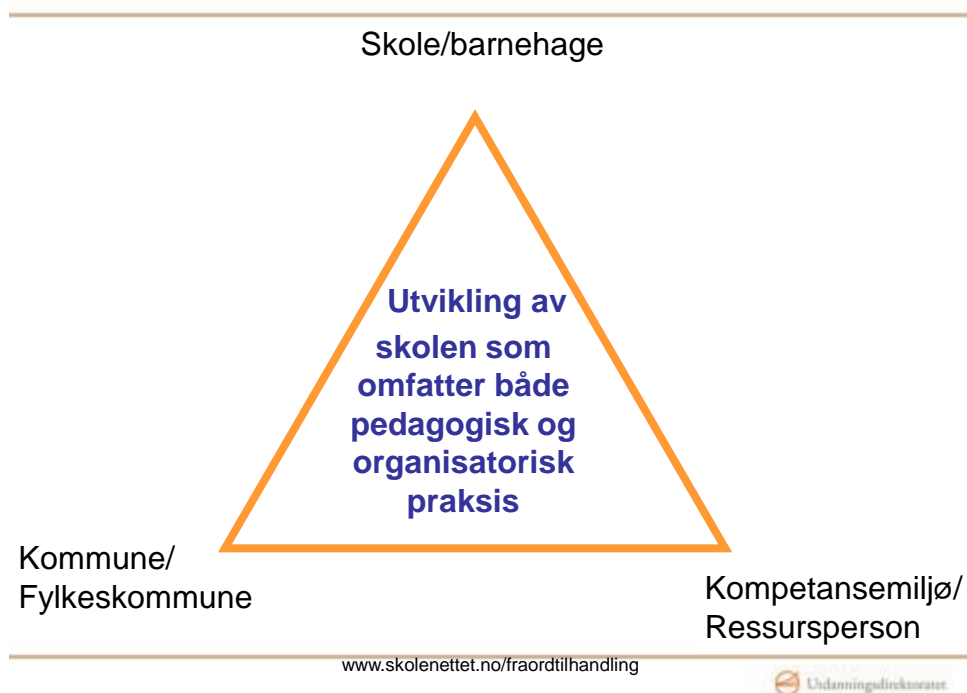 Skole/barnehage
Utvikling av
skolen som
omfatter både
pedagogisk og
organisatorisk
praksis
Kommune/
Fylkeskommune
Kompetansemiljø/
Ressursperson
www.skolenettet.no/fraordtilhandling
Utdanningsdirektoratet